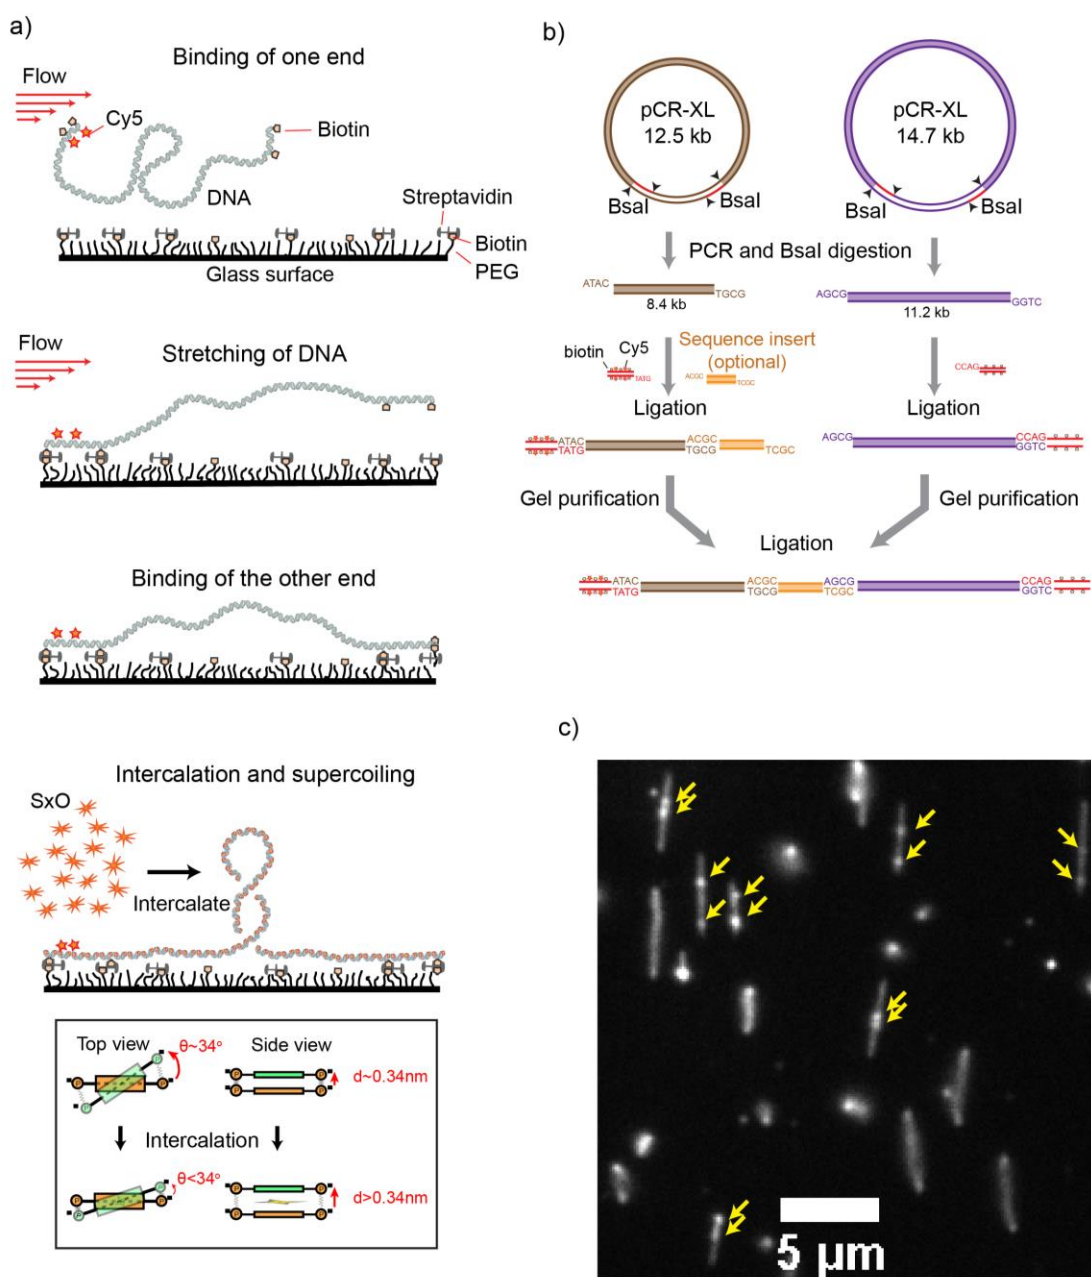 a)
Binding of one end
Flow
Cy5
Biotin
DNA
Streptavidin
Biotin
PEG
Glass surface
Flow
Stretching of DNA
Binding of the other end
Intercalation and supercoiling
SxO
Intercalate
Top view
Side view
θ~34°
d~0.34nm
P
P
P
P
P
P
P
P
Intercalation
θ<34°
d>0.34nm
P
P
P
P
P
P
P
P
b)
pCR-XL
12.5 kb
pCR-XL
14.7 kb
BsaI
BsaI
BsaI
BsaI
PCR and BsaI digestion
ATAC
TGCG
8.4 kb
AGCG
GGTC
11.2 kb
biotin
Cy5
TATG
Sequence insert
(optional)
ACGC
TCGC
CCAG
Ligation
Ligation
ATAC
TATG
ACGC
TGCG
TCGC
AGCG
CCAG
GGTC
Gel purification
Gel purification
Ligation
ATAC
TATG
ACGC
TGCG
AGCG
TCGC
CCAG
GGTC
c)
5 μm